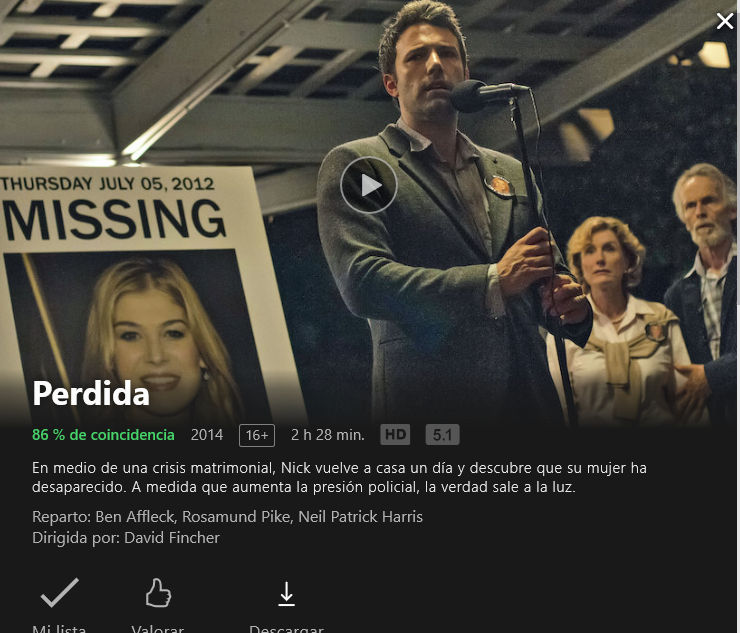 THURSDAY JULY 05, 2012
MISSING
Perdida
86 % de coincidencia 2014 16+ 2 h 28 min. HD 5.1
En medio de una crisis matrimonial, Nick vuelve a casa un día y descubre que su mujer ha
desaparecido. A medida que aumenta la presión policial, la verdad sale a la luz.
Reparto: Ben Affleck, Rosamund Pike, Neil Patrick Harris
Dirigida por: David Fincher
Mi lista Valorar Descargar